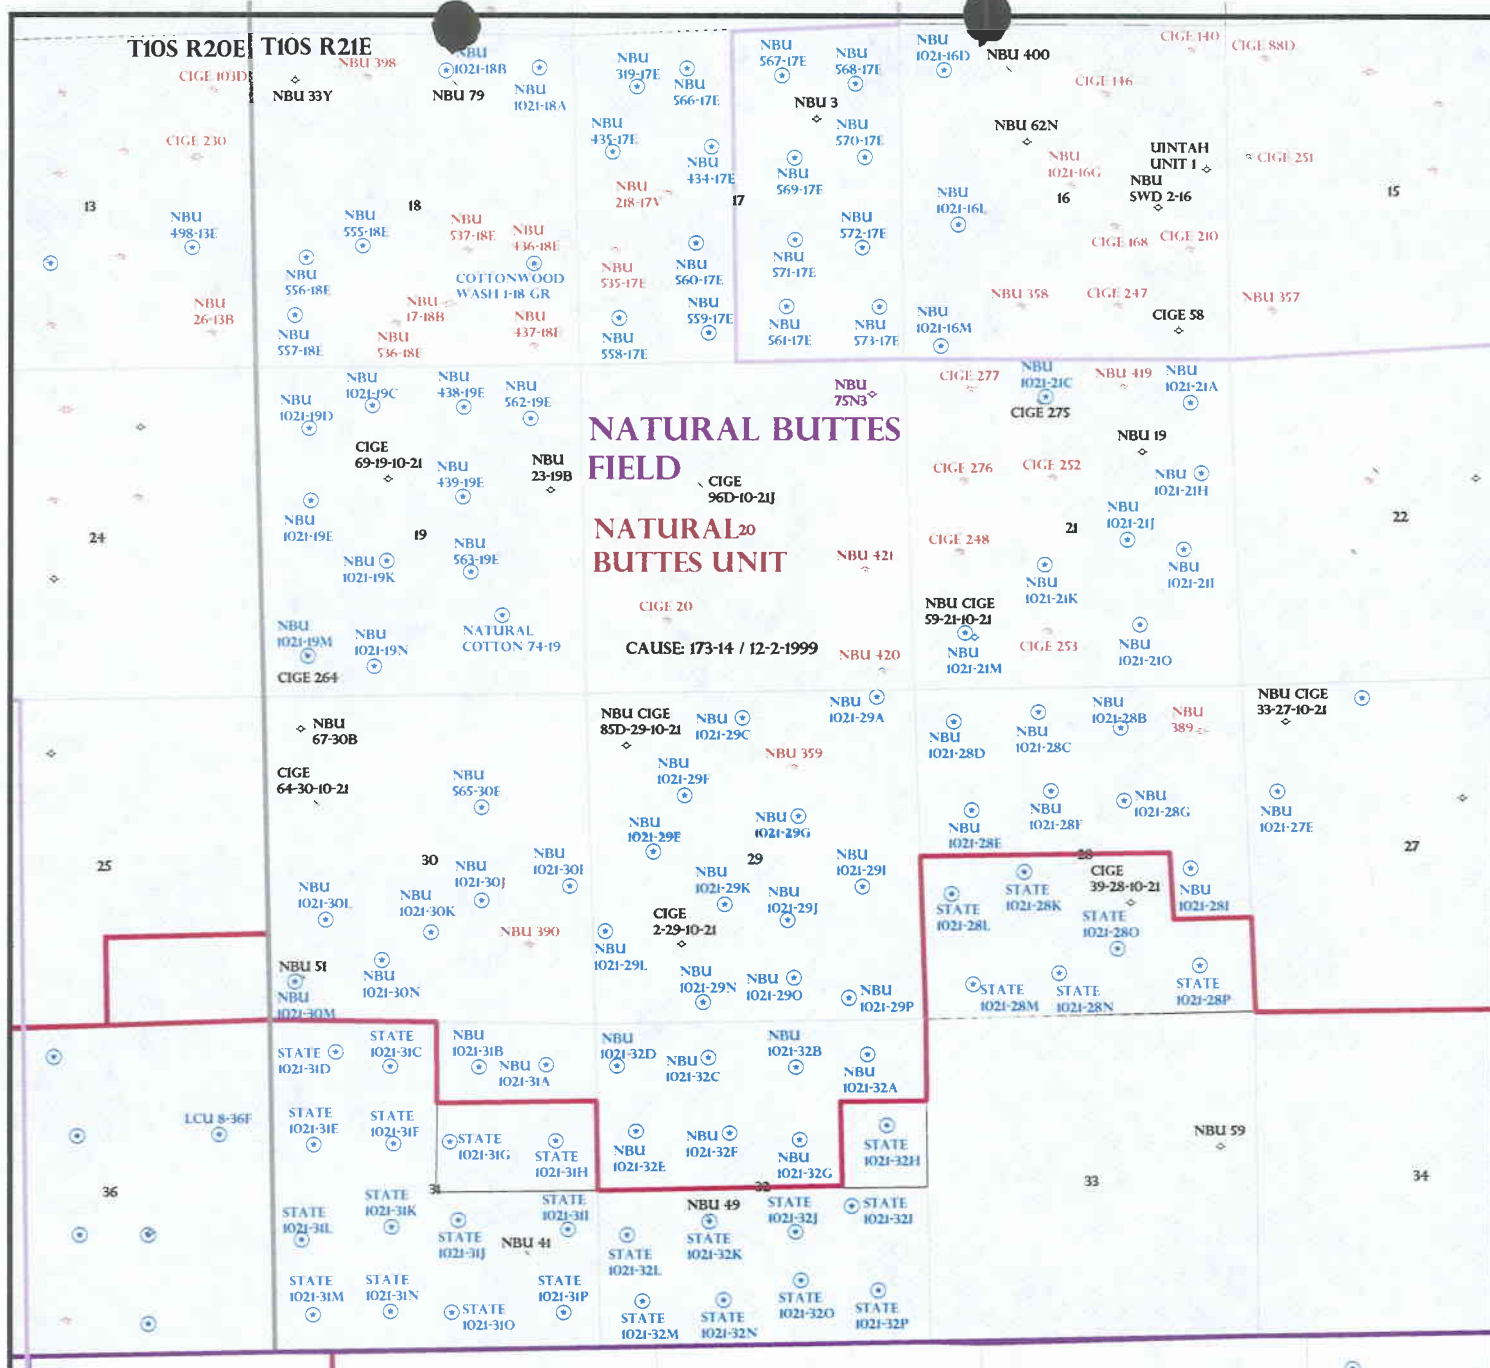 T10S R20E
T10S R21E
CIGE 103D
NBU 33Y
NBU 398
NBU
1021-18B
NBU 79
NBU
1021-18A
NBU
319-17E
NBU
566-17E
NBU
567-17E
NBU
568-17E
NBU
1021-16D
NBU 400
CIGE 140
CIGE 88D
CIGE 146
CIGE 230
NBU
435-17E
NBU
434-17E
NBU 3
NBU
570-17E
NBU
569-17E
NBU 62N
NBU
1021-16G
UINTAH
UNIT 1
NBU
SWD 2-16
CIGE 251
13
18
17
16
15
NBU
218-17V
NBU
498-13E
NBU
555-18E
NBU
556-18E
NBU
537-18E
NBU
436-18E
COTTONWOOD
WASH 1-18 GR
NBU
535-17E
NBU
560-17E
NBU
571-17E
NBU
572-17E
NBU
1021-16L
CIGE 168
CIGE 210
NBU
26-13B
NBU
557-18E
NBU
17-18B
NBU
536-18E
NBU
437-18E
NBU
558-17E
NBU
559-17E
NBU
561-17E
NBU
573-17E
NBU
1021-16M
NBU 358
CIGE 247
CIGE 58
NBU 357
NBU
1021-19D
NBU
1021-19C
NBU
438-19E
NBU
562-19E
NBU
75N3
CIGE 277
NBU
1021-21C
CIGE 275
NBU 419
NBU
1021-21A
NATURAL BUTTES
FIELD
CIGE
69-19-10-21
NBU
439-19E
NBU
23-19B
CIGE
96D-10-21J
NBU 19
CIGE 276
CIGE 252
NBU
1021-21H
NBU
1021-21J
24
NBU
1021-19E
19
NATURAL
BUTTES UNIT
20
21
22
NBU
1021-19K
NBU
563-19E
NBU 421
CIGE 248
NBU
1021-21K
NBU
1021-21I
CIGE 20
NBU CIGE
59-21-10-21
NBU
1021-19M
CIGE 264
NBU
1021-19N
NATURAL
COTTON 74-19
CAUSE: 173-14 / 12-2-1999
NBU 420
NBU
1021-21M
CIGE 253
NBU
1021-21O
NBU
67-30B
NBU CIGE
85D-29-10-21
NBU
1021-29C
NBU
1021-29A
NBU
1021-28D
NBU
1021-28C
NBU
1021-28B
NBU
389
NBU CIGE
33-27-10-21
CIGE
64-30-10-21
NBU
565-30E
NBU
1021-29F
NBU 359
NBU
1021-29E
NBU
1021-29G
NBU
1021-28E
NBU
1021-28F
NBU
1021-28G
NBU
1021-27E
25
30
29
28
27
NBU
1021-30L
NBU
1021-30K
NBU
1021-30J
NBU
1021-30I
NBU
1021-29K
NBU
1021-29J
NBU
1021-29I
STATE
1021-28L
STATE
1021-28K
CIGE
39-28-10-21
STATE
1021-28O
NBU
1021-28I
NBU 390
CIGE
2-29-10-21
NBU
1021-29L
NBU 51
NBU
1021-30M
NBU
1021-30N
NBU
1021-29N
NBU
1021-29O
NBU
1021-29P
STATE
1021-28M
STATE
1021-28N
STATE
1021-28P
STATE
1021-31D
STATE
1021-31C
NBU
1021-31B
NBU
1021-31A
NBU
1021-32D
NBU
1021-32C
NBU
1021-32B
NBU
1021-32A
LCU 8-36F
STATE
1021-31E
STATE
1021-31F
STATE
1021-31G
STATE
1021-31H
NBU
1021-32E
NBU
1021-32F
NBU
1021-32G
STATE
1021-32H
NBU 59
36
31
32
33
34
STATE
1021-31L
STATE
1021-31K
STATE
1021-31J
NBU 41
STATE
1021-31I
STATE
1021-32L
NBU 49
STATE
1021-32K
STATE
1021-32J
STATE
1021-32I
STATE
1021-31M
STATE
1021-31N
STATE
1021-31O
STATE
1021-31P
STATE
1021-32M
STATE
1021-32N
STATE
1021-32O
STATE
1021-32P